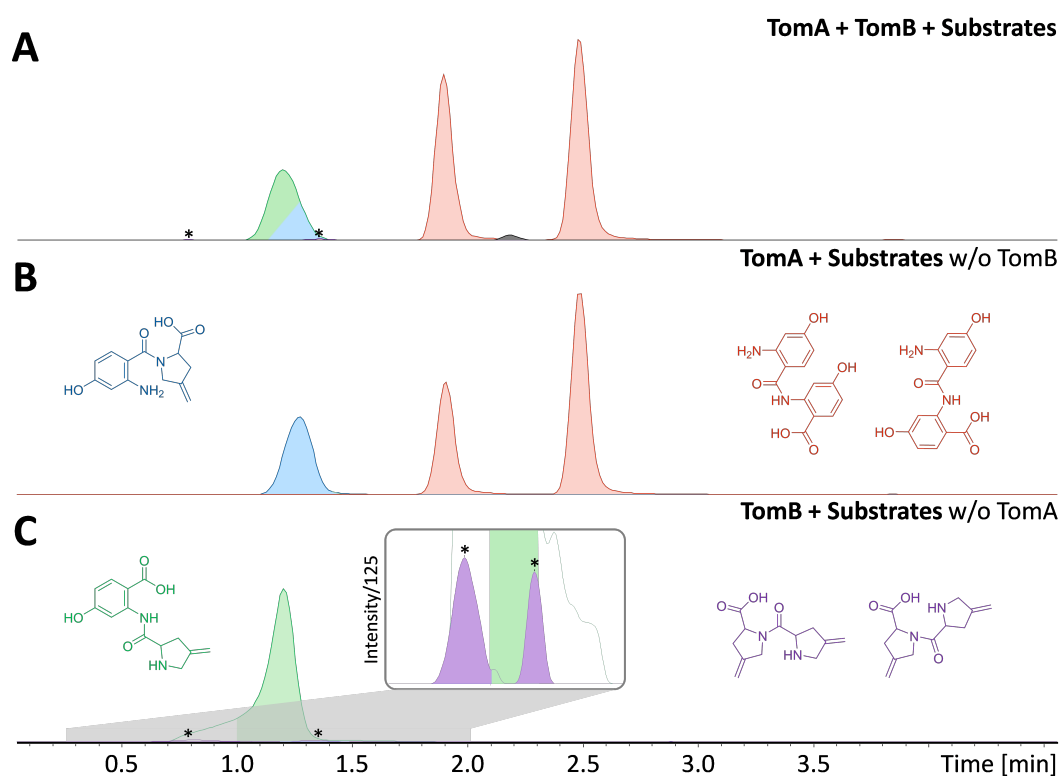 A
TomA + TomB + Substrates
*
*
B
TomA + Substrates w/o TomB
HO
O
O
N
HO
NH2
OH
H2N
O
OH
HN
HO
O
OH
H2N
O
NH
OH
HO
O
C
TomB + Substrates w/o TomA
O
OH
HO
NH
O
HN
Intensity/125
*
*
OH
O
O
N
HN
OH
O
HN
N
O
*
*
0.5 1.0 1.5 2.0 2.5 3.0 3.5 Time [min]